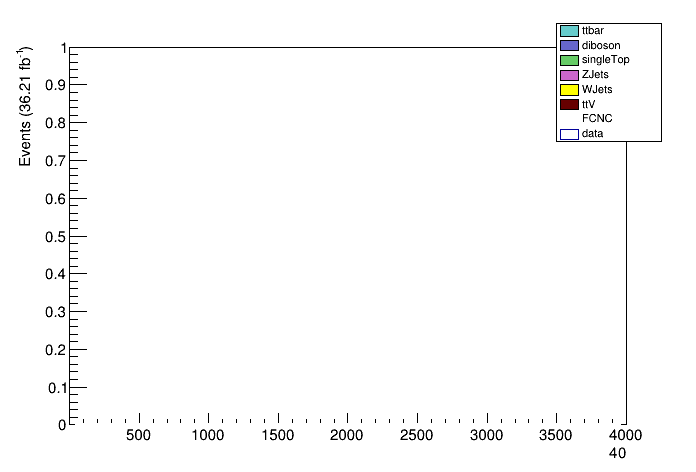 ttbar
diboson
singleTop
ZJets
WJets
ttV
FCNC
data
Events (36.21 fb⁻¹)
1
0.9
0.8
0.7
0.6
0.5
0.4
0.3
0.2
0.1
0
500 1000 1500 2000 2500 3000 3500 4000
40